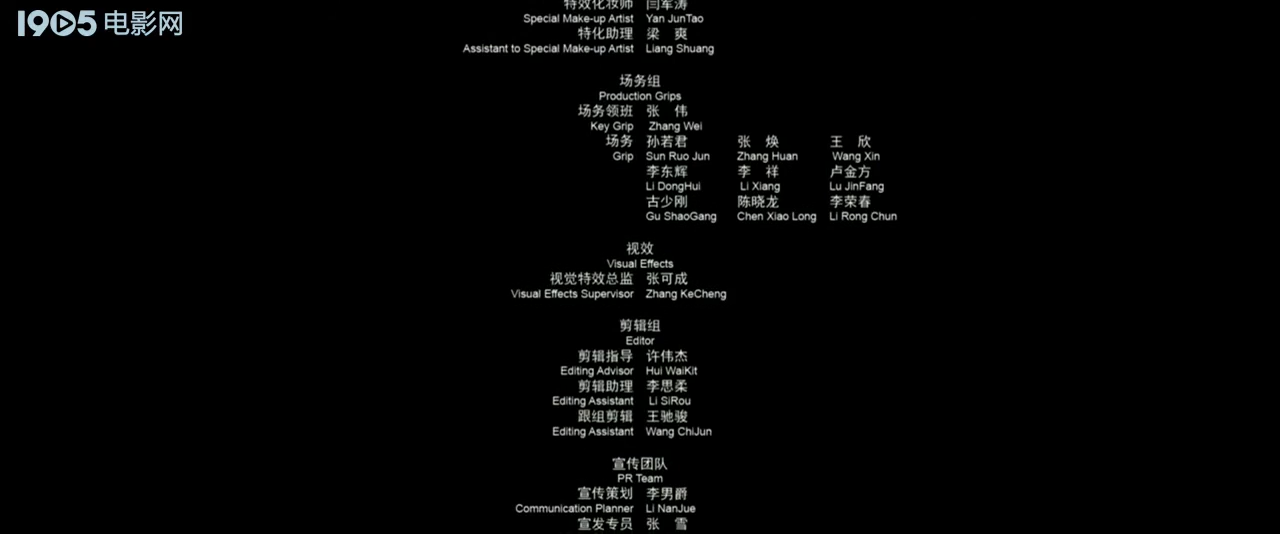 1905电影网
特效化妆师 闫军涛
Special Make-up Artist Yan JunTao
特化助理 梁 爽
Assistant to Special Make-up Artist Liang Shuang
场务组
Production Grips
场务领班 张 伟
Key Grip Zhang Wei
场务 孙若君 张 焕 王 欣
Grip Sun Ruo Jun Zhang Huan Wang Xin
李东辉 李 祥 卢金方
Li DongHui Li Xiang Lu JinFang
古少刚 陈晓龙 李荣春
Gu ShaoGang Chen Xiao Long Li Rong Chun
视效
Visual Effects
视觉特效总监 张可成
Visual Effects Supervisor Zhang KeCheng
剪辑组
Editor
剪辑指导 许伟杰
Editing Advisor Hui WaiKit
剪辑助理 李思柔
Editing Assistant Li SiRou
跟组剪辑 王驰骏
Editing Assistant Wang ChiJun
宣传团队
PR Team
宣传策划 李男爵
Communication Planner Li NanJue
宣发专员 张 雪